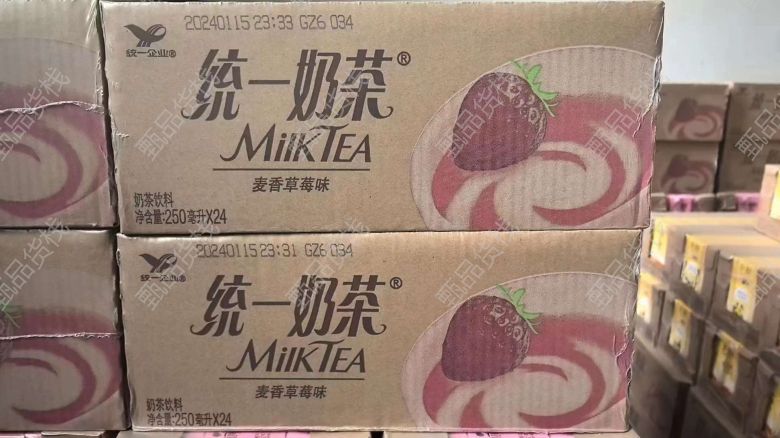 20240115 23:33 GZ6 034
统一企业®
统一奶茶®
MilkTEA
麦香草莓味
奶茶饮料
净含量:250毫升X24
20240115 23:31 GZ6 034
统一企业®
统一奶茶®
MilkTEA
麦香草莓味
奶茶饮料
净含量:250毫升X24
甄品货栈